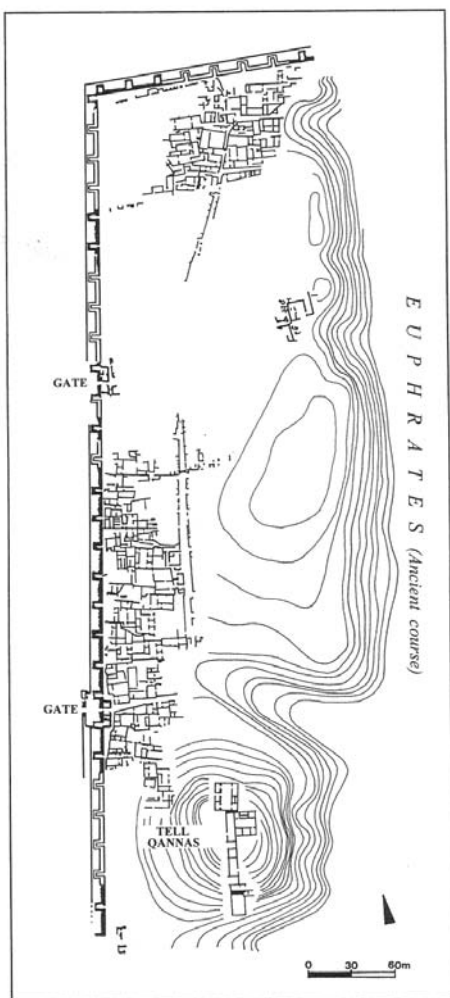 GATE
EUPHRATES (Ancient course)
GATE
TELL
QANNAS
0 30 60m